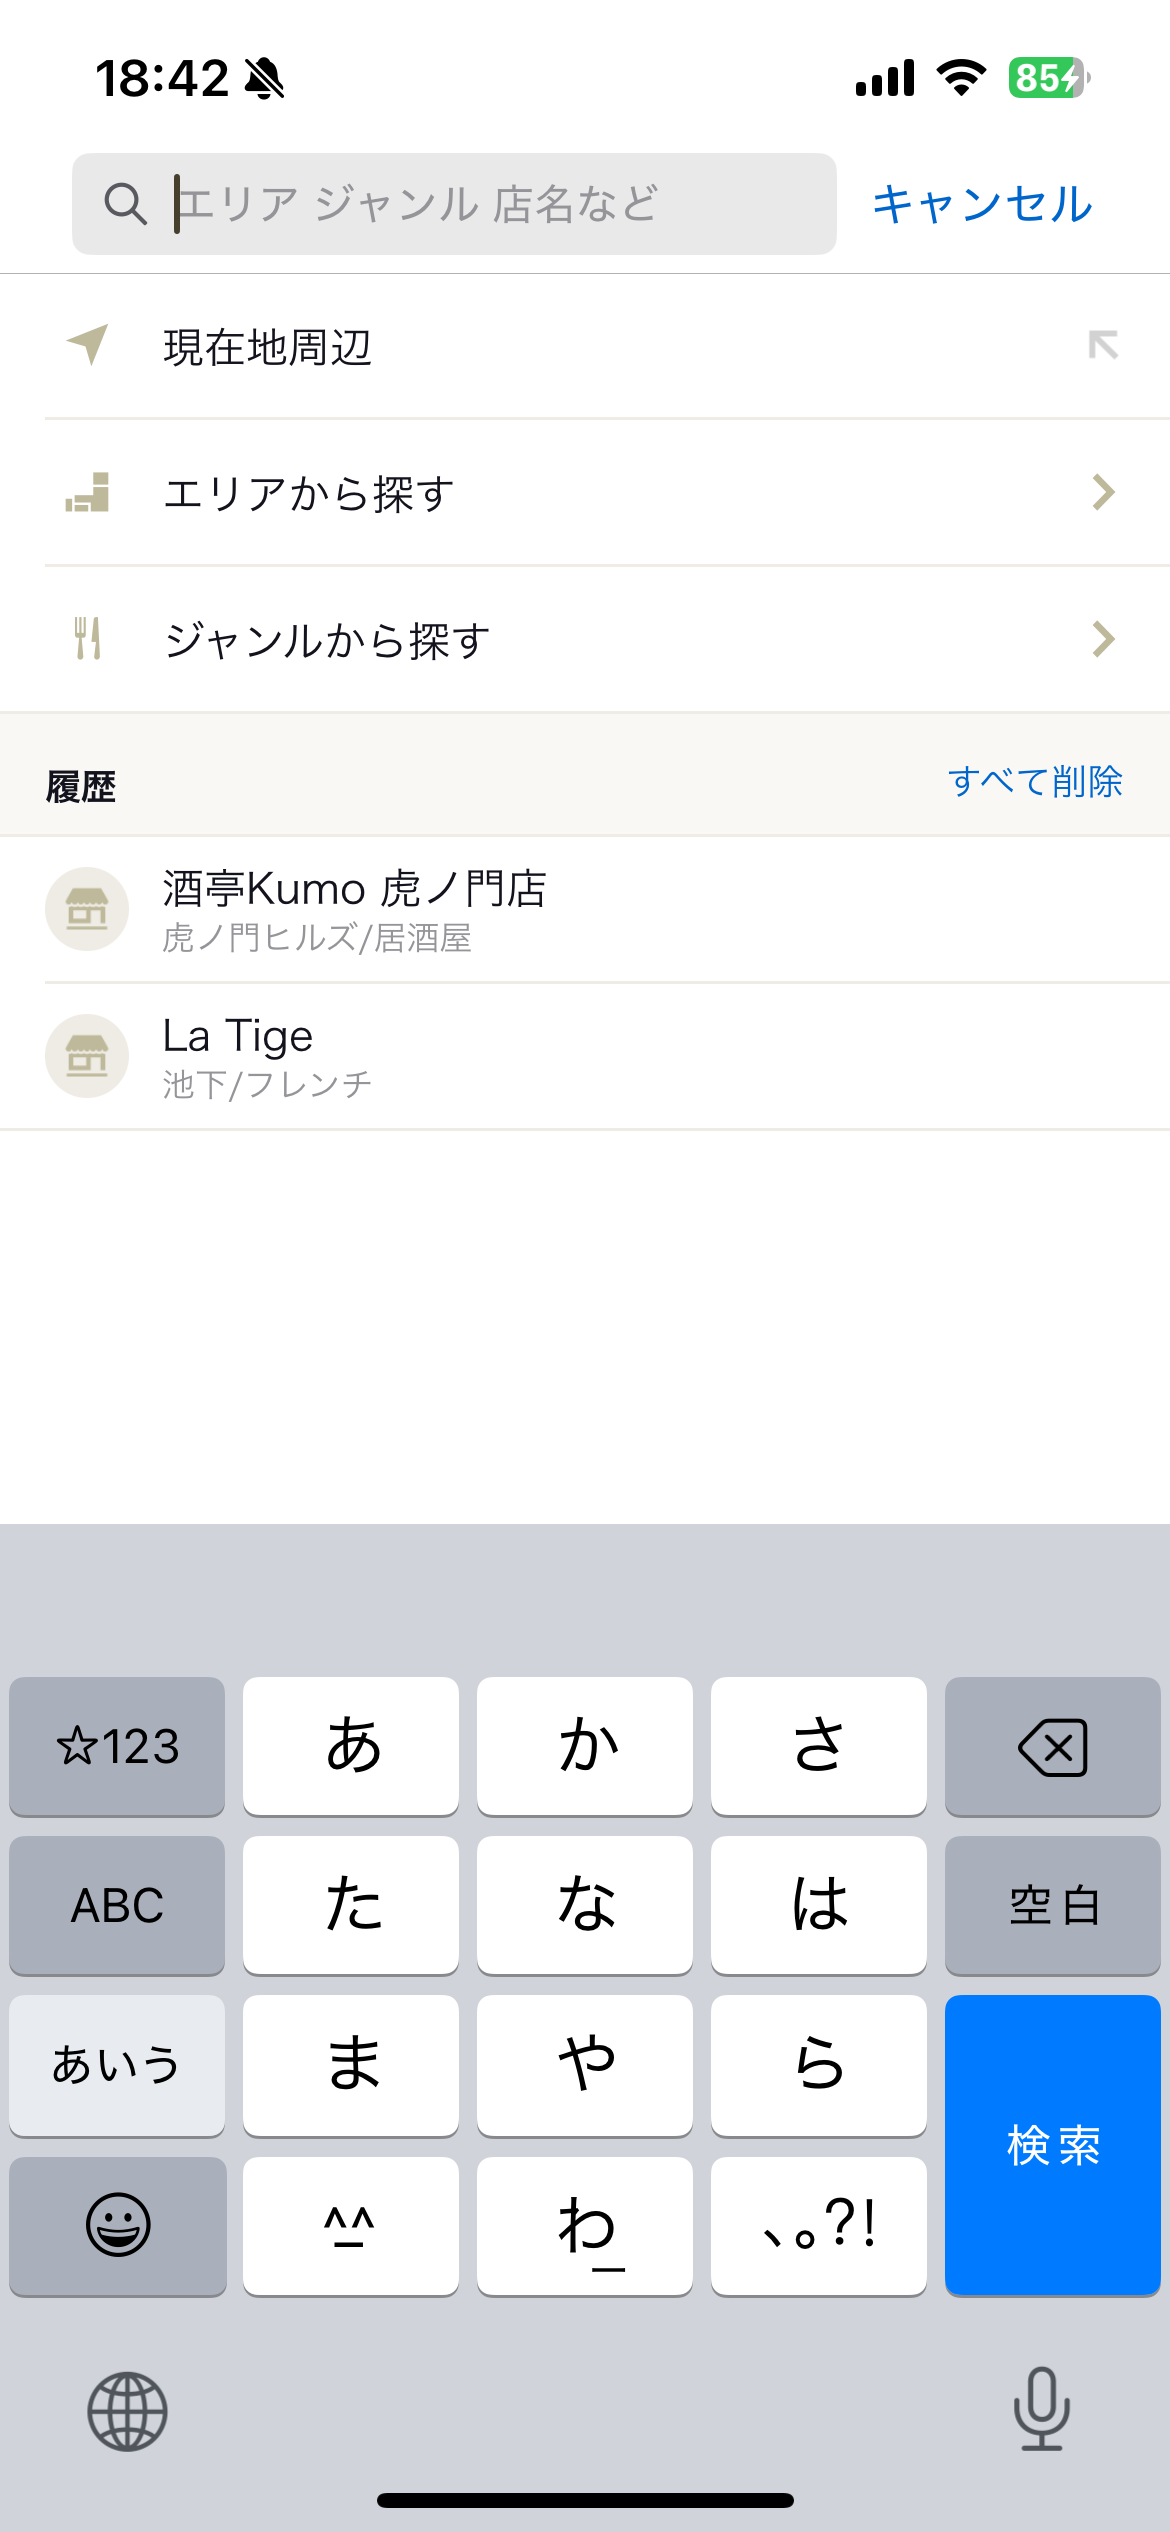 18:42
85
エリア ジャンル 店名など
キャンセル
現在地周辺
エリアから探す
ジャンルから探す
履歴
すべて削除
酒亭Kumo 虎ノ門店
虎ノ門ヒルズ/居酒屋
La Tige
池下/フレンチ
☆123 あ か さ
ABC た な は 空白
あいう ま や ら
検索
^_^ わ_ 、。?!